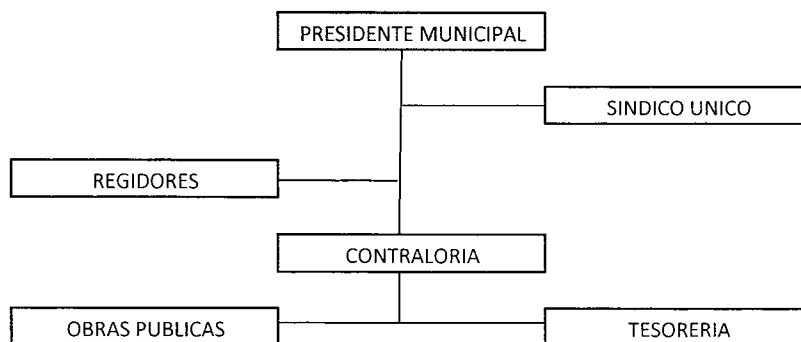 PRESIDENTE MUNICIPAL
SINDICO UNICO
REGIDORES
CONTRALORIA
OBRAS PUBLICAS
TESORERIA